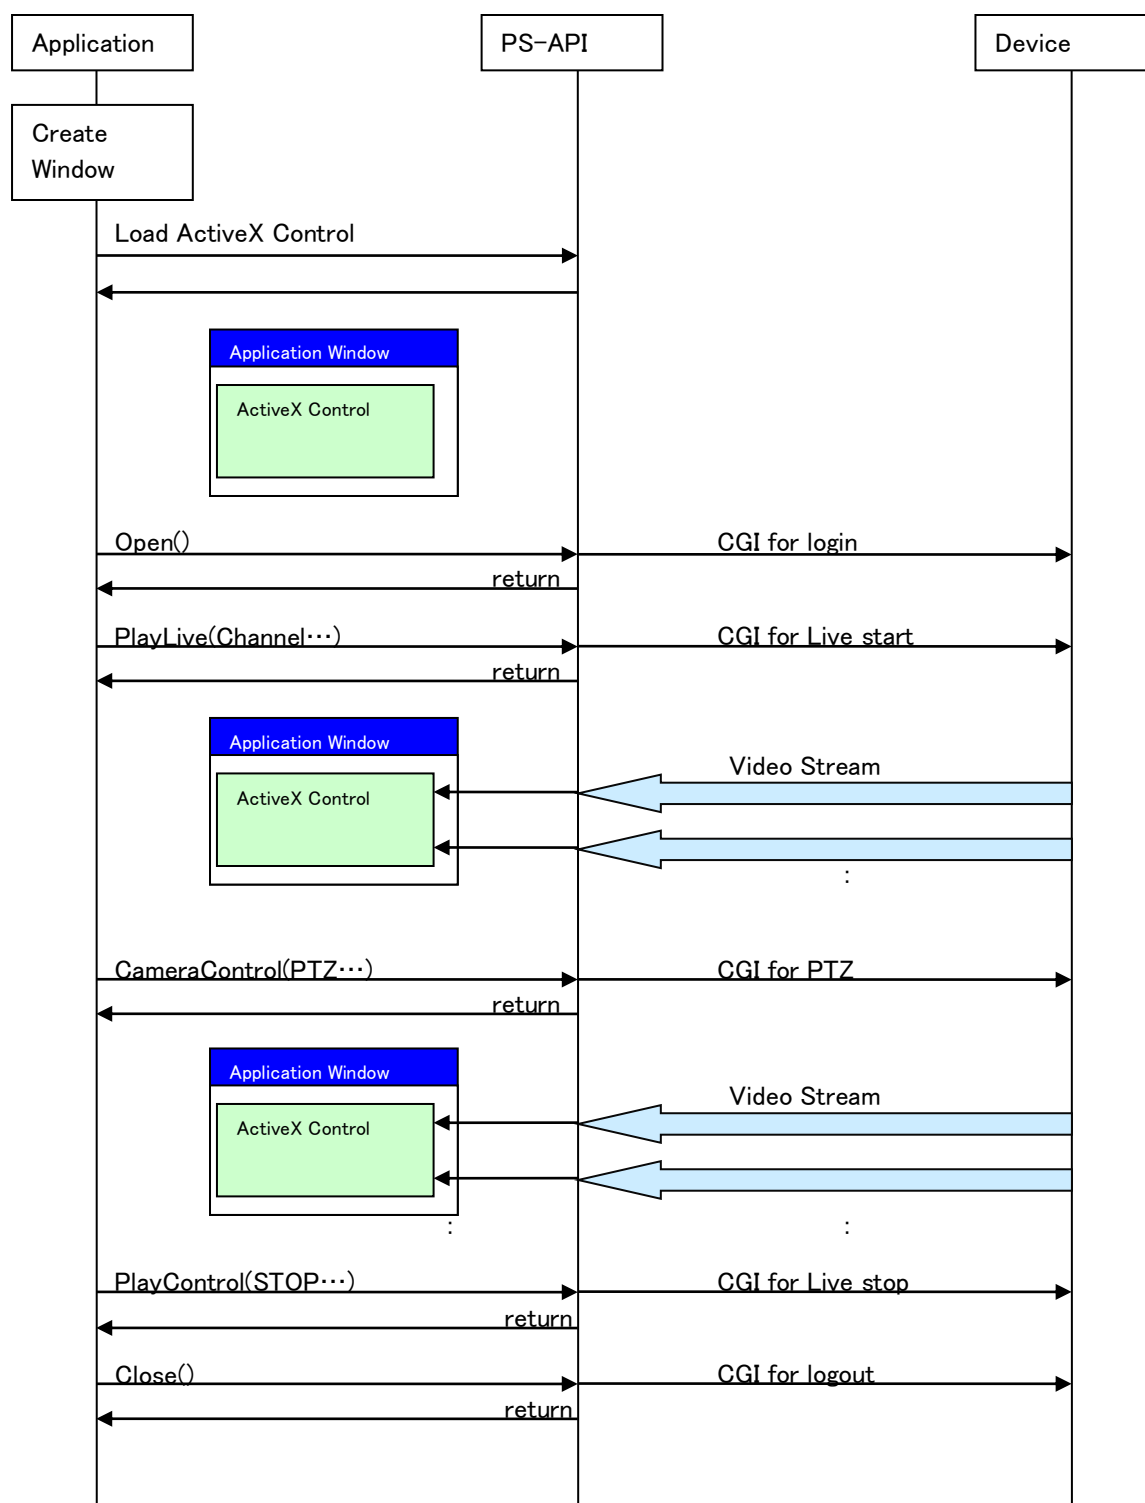 Application
PS-API
Device
Create
Window
Load ActiveX Control
Application Window
ActiveX Control
Open()
CGI for login
return
PlayLive(Channel…)
CGI for Live start
return
Application Window
Video Stream
ActiveX Control
:
CameraControl(PTZ…)
CGI for PTZ
return
Application Window
Video Stream
ActiveX Control
:
:
PlayControl(STOP…)
CGI for Live stop
return
Close()
CGI for logout
return